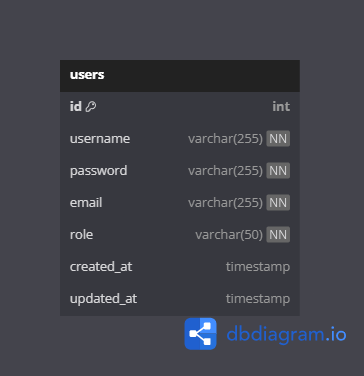 users
id int
username varchar(255) NN
password varchar(255) NN
email varchar(255) NN
role varchar(50) NN
created_at timestamp
updated_at timestamp
dbdiagram.io